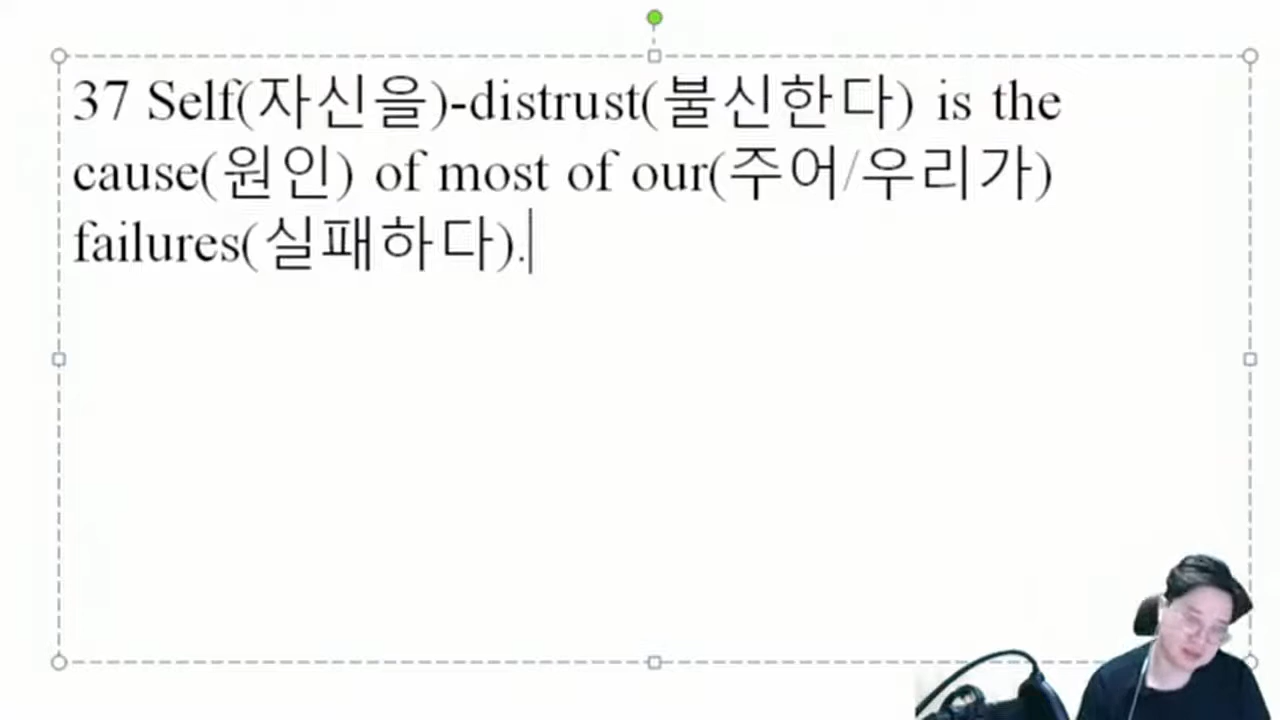 37 Self(자신을)-distrust(불신한다) is the
cause(원인) of most of our(주어/우리가)
failures(실패하다).